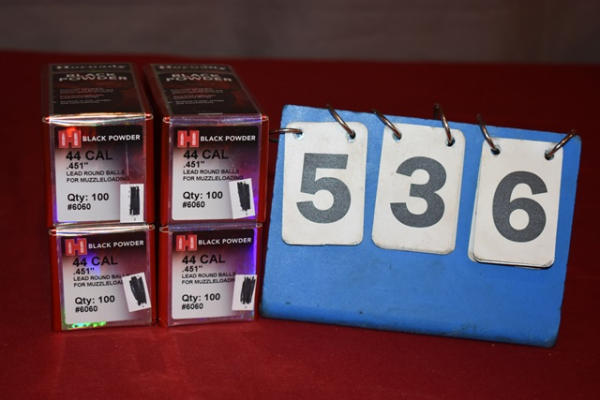 Hornady
BLACK POWDER
Hornady
BLACK POWDER
H BLACK POWDER
44 CAL
.451"
LEAD ROUND BALLS
FOR MUZZLELOADING
Qty: 100
#6060
H BLACK POWDER
44 CAL
.451"
LEAD ROUND BALLS
FOR MUZZLELOADING
Qty: 100
#6060
H BLACK POWDER
44 CAL
.451"
LEAD ROUND BALLS
FOR MUZZLELOADING
Qty: 100
#6060
H BLACK POWDER
44 CAL
.451"
LEAD ROUND BALLS
FOR MUZZLELOADING
Qty: 100
#6060
536